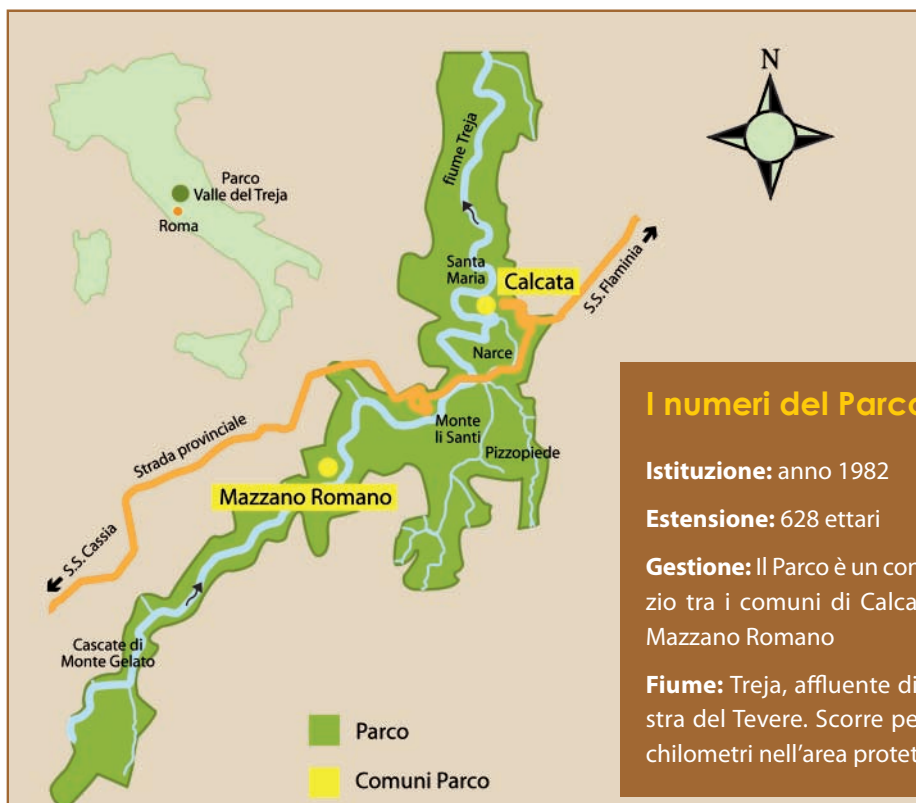 N
Parco
Valle del Treja
Roma
fiume Treja
Santa
Maria
Calcata
S.S. Flaminia
Narce
Monte
li Santi
Pizzopiede
Strada provinciale
Mazzano Romano
S.S. Cassia
Cascate di
Monte Gelato
Parco
Comuni Parco
I numeri del Parco
Istituzione: anno 1982
Estensione: 628 ettari
Gestione: Il Parco è un con
zio tra i comuni di Calca
Mazzano Romano
Fiume: Treja, affluente di
stra del Tevere. Scorre pe
chilometri nell'area protet